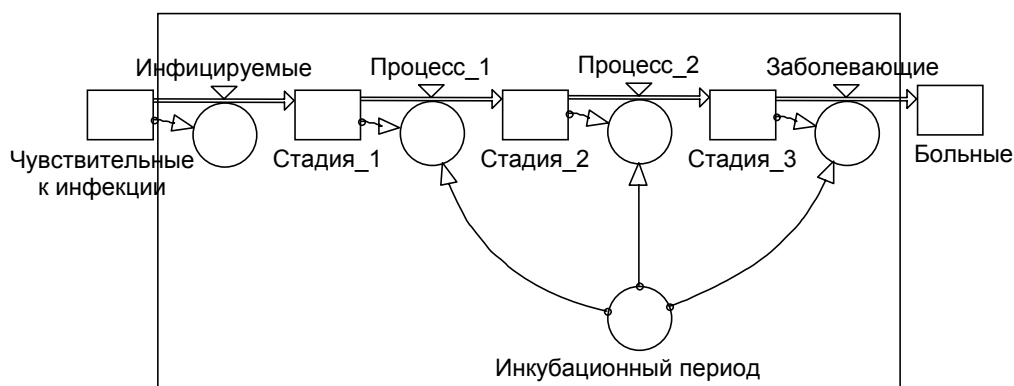 Инфицируемые
Процесс_1
Процесс_2
Заболевающие
Чувствительные
к инфекции
Стадия_1
Стадия_2
Стадия_3
Больные
Инкубационный период